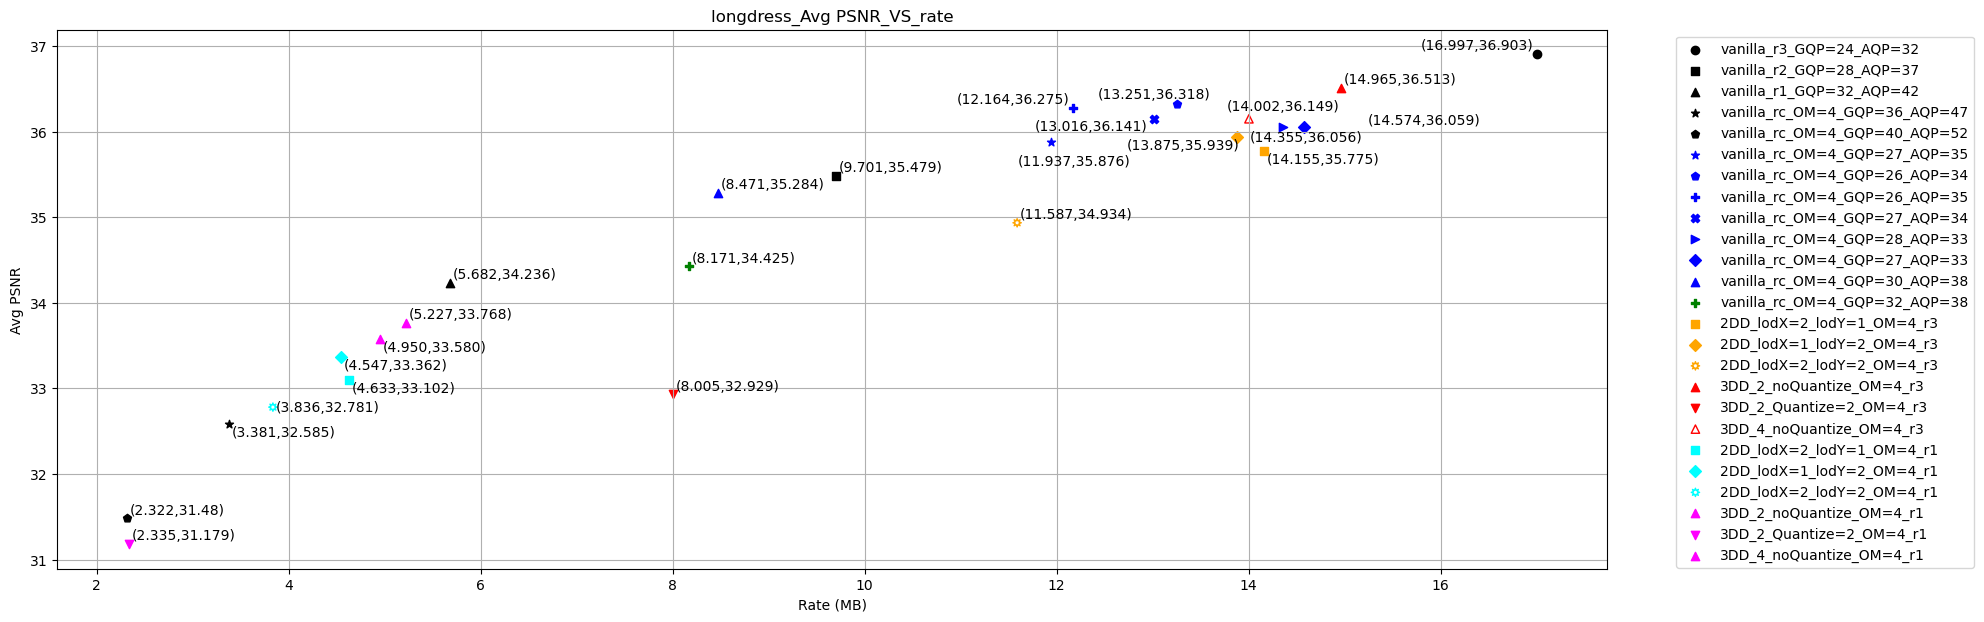 longdress_Avg PSNR_VS_rate
Avg PSNR
37
36
35
34
33
32
31
(16.997,36.903)
(14.965,36.513)
(13.251,36.318)
(12.164,36.275)
(14.002,36.149)
(13.016,36.141)
(14.574,36.059)
(14.355,36.056)
(13.875,35.939)
(11.937,35.876)
(14.155,35.775)
(9.701,35.479)
(8.471,35.284)
(11.587,34.934)
(8.171,34.425)
(5.682,34.236)
(5.227,33.768)
(4.950,33.580)
(4.547,33.362)
(4.633,33.102)
(8.005,32.929)
(3.836,32.781)
(3.381,32.585)
(2.322,31.48)
(2.335,31.179)
2 4 6 8 10 12 14 16
Rate (MB)
vanilla_r3_GQP=24_AQP=32
vanilla_r2_GQP=28_AQP=37
vanilla_r1_GQP=32_AQP=42
vanilla_rc_OM=4_GQP=36_AQP=47
vanilla_rc_OM=4_GQP=40_AQP=52
vanilla_rc_OM=4_GQP=27_AQP=35
vanilla_rc_OM=4_GQP=26_AQP=34
vanilla_rc_OM=4_GQP=26_AQP=35
vanilla_rc_OM=4_GQP=27_AQP=34
vanilla_rc_OM=4_GQP=28_AQP=33
vanilla_rc_OM=4_GQP=27_AQP=33
vanilla_rc_OM=4_GQP=30_AQP=38
vanilla_rc_OM=4_GQP=32_AQP=38
2DD_lodX=2_lodY=1_OM=4_r3
2DD_lodX=1_lodY=2_OM=4_r3
2DD_lodX=2_lodY=2_OM=4_r3
3DD_2_noQuantize_OM=4_r3
3DD_2_Quantize=2_OM=4_r3
3DD_4_noQuantize_OM=4_r3
2DD_lodX=2_lodY=1_OM=4_r1
2DD_lodX=1_lodY=2_OM=4_r1
2DD_lodX=2_lodY=2_OM=4_r1
3DD_2_noQuantize_OM=4_r1
3DD_2_Quantize=2_OM=4_r1
3DD_4_noQuantize_OM=4_r1